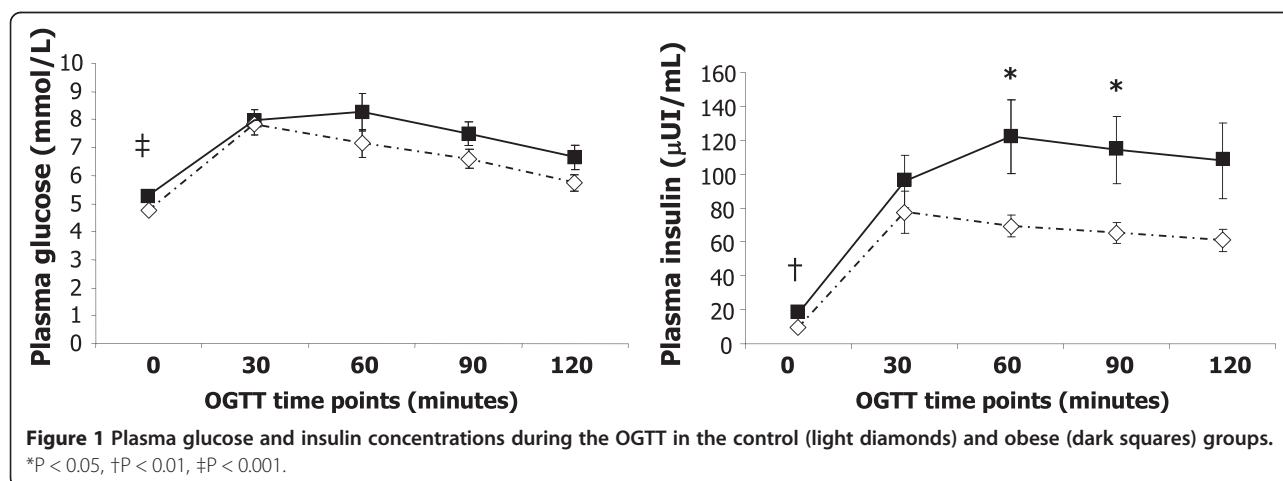 Plasma glucose (mmol/L)
10
9
8
7
6
5
4
3
2
1
0
‡
0 30 60 90 120
OGTT time points (minutes)
Plasma insulin (µUI/mL)
160
140
120
100
80
60
40
20
0
† * *
0 30 60 90 120
OGTT time points (minutes)
Figure 1 Plasma glucose and insulin concentrations during the OGTT in the control (light diamonds) and obese (dark squares) groups.
*P < 0.05, †P < 0.01, ‡P < 0.001.